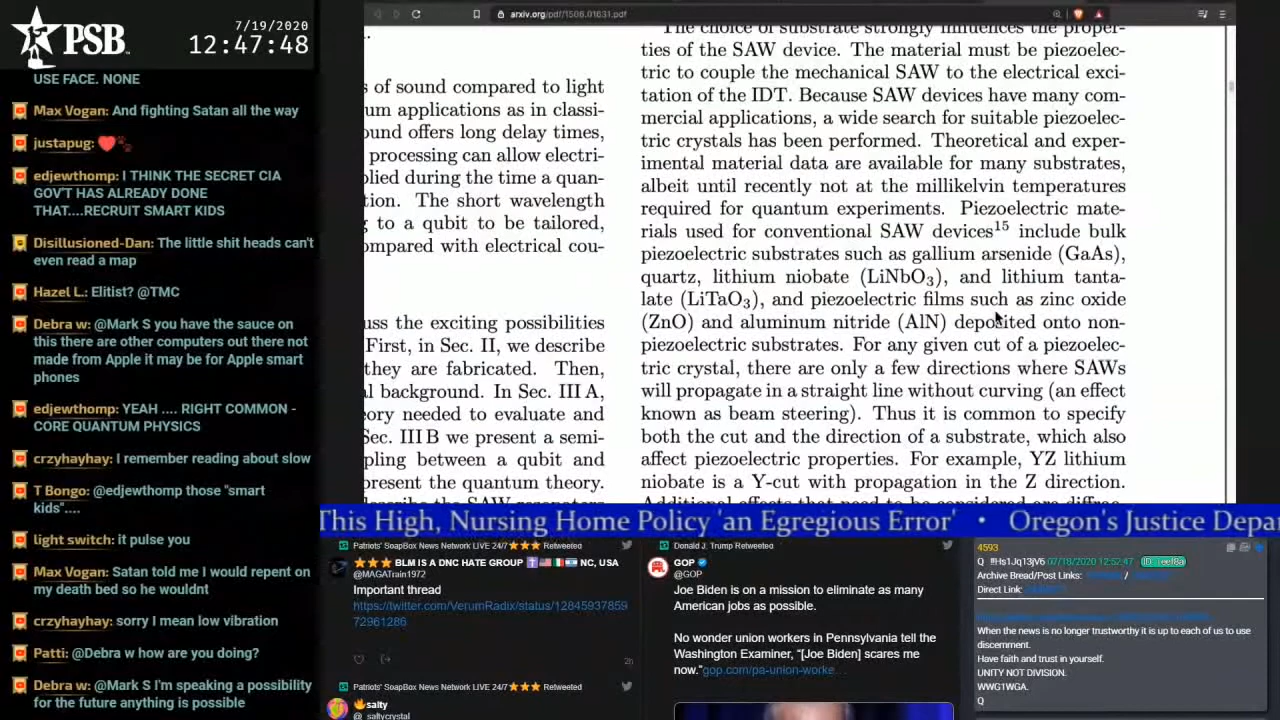 PSB
7/19/2020
12:47:48
USE FACE. NONE
Max Vogan: And fighting Satan all the way
justapug: ❤️🐾
edjewthomp: I THINK THE SECRET CIA
GOV'T HAS ALREADY DONE
THAT....RECRUIT SMART KIDS
Disillusioned-Dan: The little shit heads can't
even read a map
Hazel L.: Elitist? @TMC
Debra w: @Mark S you have the sauce on
this there are other computers out there not
made from Apple it may be for Apple smart
phones
edjewthomp: YEAH .... RIGHT COMMON -
CORE QUANTUM PHYSICS
crzyhayhay: I remember reading about slow
T Bongo: @edjewthomp those "smart
kids"....
light switch: it pulse you
Max Vogan: Satan told me I would repent on
my death bed so he wouldnt
crzyhayhay: sorry I mean low vibration
Patti: @Debra w how are you doing?
Debra w: @Mark S I'm speaking a possibility
for the future anything is possible
arxiv.org/pdf/1506.01631.pdf
s of sound compared to light
um applications as in classi-
ound offers long delay times,
processing can allow electri-
plied during the time a quan-
tion. The short wavelength
g to a qubit to be tailored,
ompared with electrical cou-
uss the exciting possibilities
First, in Sec. II, we describe
they are fabricated. Then,
al background. In Sec. III A,
ory needed to evaluate and
Sec. III B we present a semi-
pling between a qubit and
present the quantum theory.
describe the SAW resonators
The choice of substrate strongly influences the proper-
ties of the SAW device. The material must be piezoelec-
tric to couple the mechanical SAW to the electrical exci-
tation of the IDT. Because SAW devices have many com-
mercial applications, a wide search for suitable piezoelec-
tric crystals has been performed. Theoretical and exper-
imental material data are available for many substrates,
albeit until recently not at the millikelvin temperatures
required for quantum experiments. Piezoelectric mate-
rials used for conventional SAW devices15 include bulk
piezoelectric substrates such as gallium arsenide (GaAs),
quartz, lithium niobate (LiNbO3), and lithium tanta-
late (LiTaO3), and piezoelectric films such as zinc oxide
(ZnO) and aluminum nitride (AlN) deposited onto non-
piezoelectric substrates. For any given cut of a piezoelec-
tric crystal, there are only a few directions where SAWs
will propagate in a straight line without curving (an effect
known as beam steering). Thus it is common to specify
both the cut and the direction of a substrate, which also
affect piezoelectric properties. For example, YZ lithium
niobate is a Y-cut with propagation in the Z direction.
Additional effects that need to be considered are diffrac-
This High, Nursing Home Policy 'an Egregious Error' • Oregon's Justice Depa
Patriots' SoapBox News Network LIVE 24/7⭐⭐⭐ Retweeted
⭐⭐⭐ BLM IS A DNC HATE GROUP ✝️🇺🇸🇮🇹🇮🇱 NC, USA
@MAGATrain1972
Important thread
https://twitter.com/VerumRadix/status/12845937859
72961286
2h
Patriots' SoapBox News Network LIVE 24/7⭐⭐⭐ Retweeted
🔥salty
@_saltycrystal
Donald J. Trump Retweeted
GOP
@GOP
Joe Biden is on a mission to eliminate as many
American jobs as possible.
No wonder union workers in Pennsylvania tell the
Washington Examiner, "[Joe Biden] scares me
now."gop.com/pa-union-worke…
4593
Q !!Hs1Jq13jV6 07/18/2020 12:52:47
Archive Bread/Post Links: /
Direct Link:
When the news is no longer trustworthy it is up to each of us to use
discernment.
Have faith and trust in yourself.
UNITY NOT DIVISION.
WWG1WGA.
Q